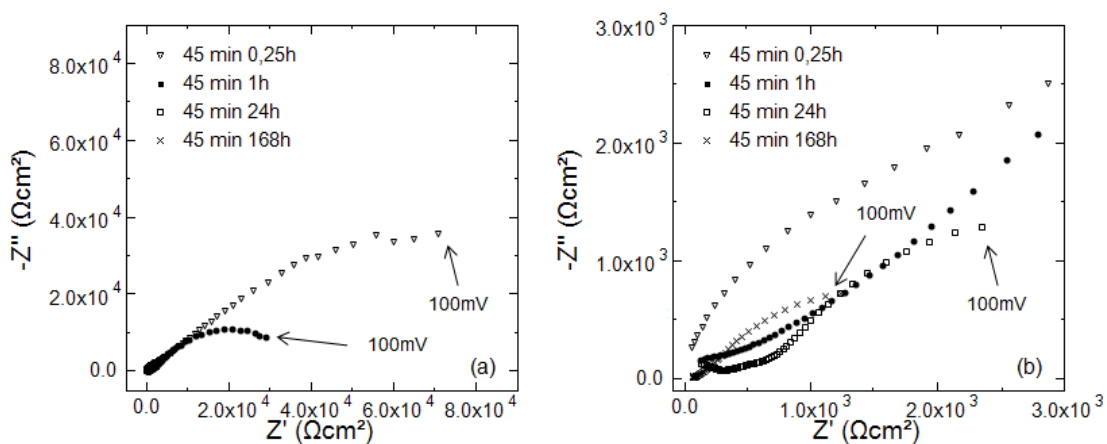 8.0x10⁴
6.0x10⁴
4.0x10⁴
2.0x10⁴
0.0
-Z'' (Ωcm²)
▿ 45 min 0,25h
• 45 min 1h
□ 45 min 24h
× 45 min 168h
100mV
100mV
(a)
0.0 2.0x10⁴ 4.0x10⁴ 6.0x10⁴ 8.0x10⁴
Z' (Ωcm²)
3.0x10³
2.0x10³
1.0x10³
0.0
-Z'' (Ωcm²)
▿ 45 min 0,25h
▪ 45 min 1h
□ 45 min 24h
× 45 min 168h
100mV
100mV
(b)
0.0 1.0x10³ 2.0x10³ 3.0x10³
Z' (Ωcm²)